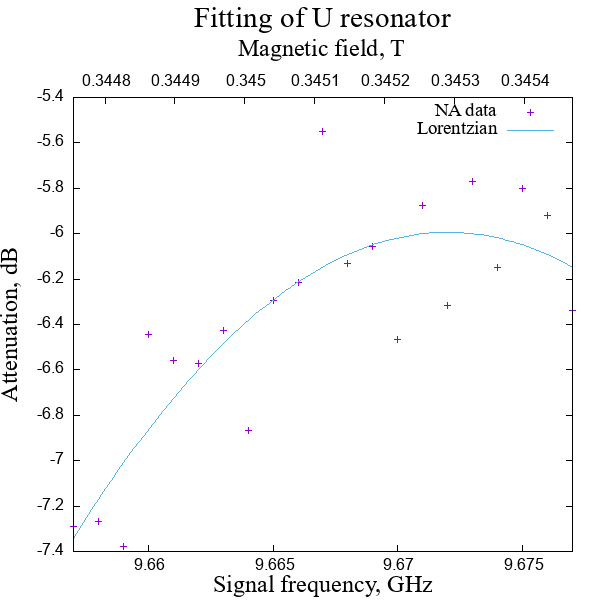 Fitting of U resonator
Magnetic field, T
0.3448 0.3449 0.345 0.3451 0.3452 0.3453 0.3454
NA data
Lorentzian
Attenuation, dB
-5.4
-5.6
-5.8
-6
-6.2
-6.4
-6.6
-6.8
-7
-7.2
-7.4
9.66 9.665 9.67 9.675
Signal frequency, GHz